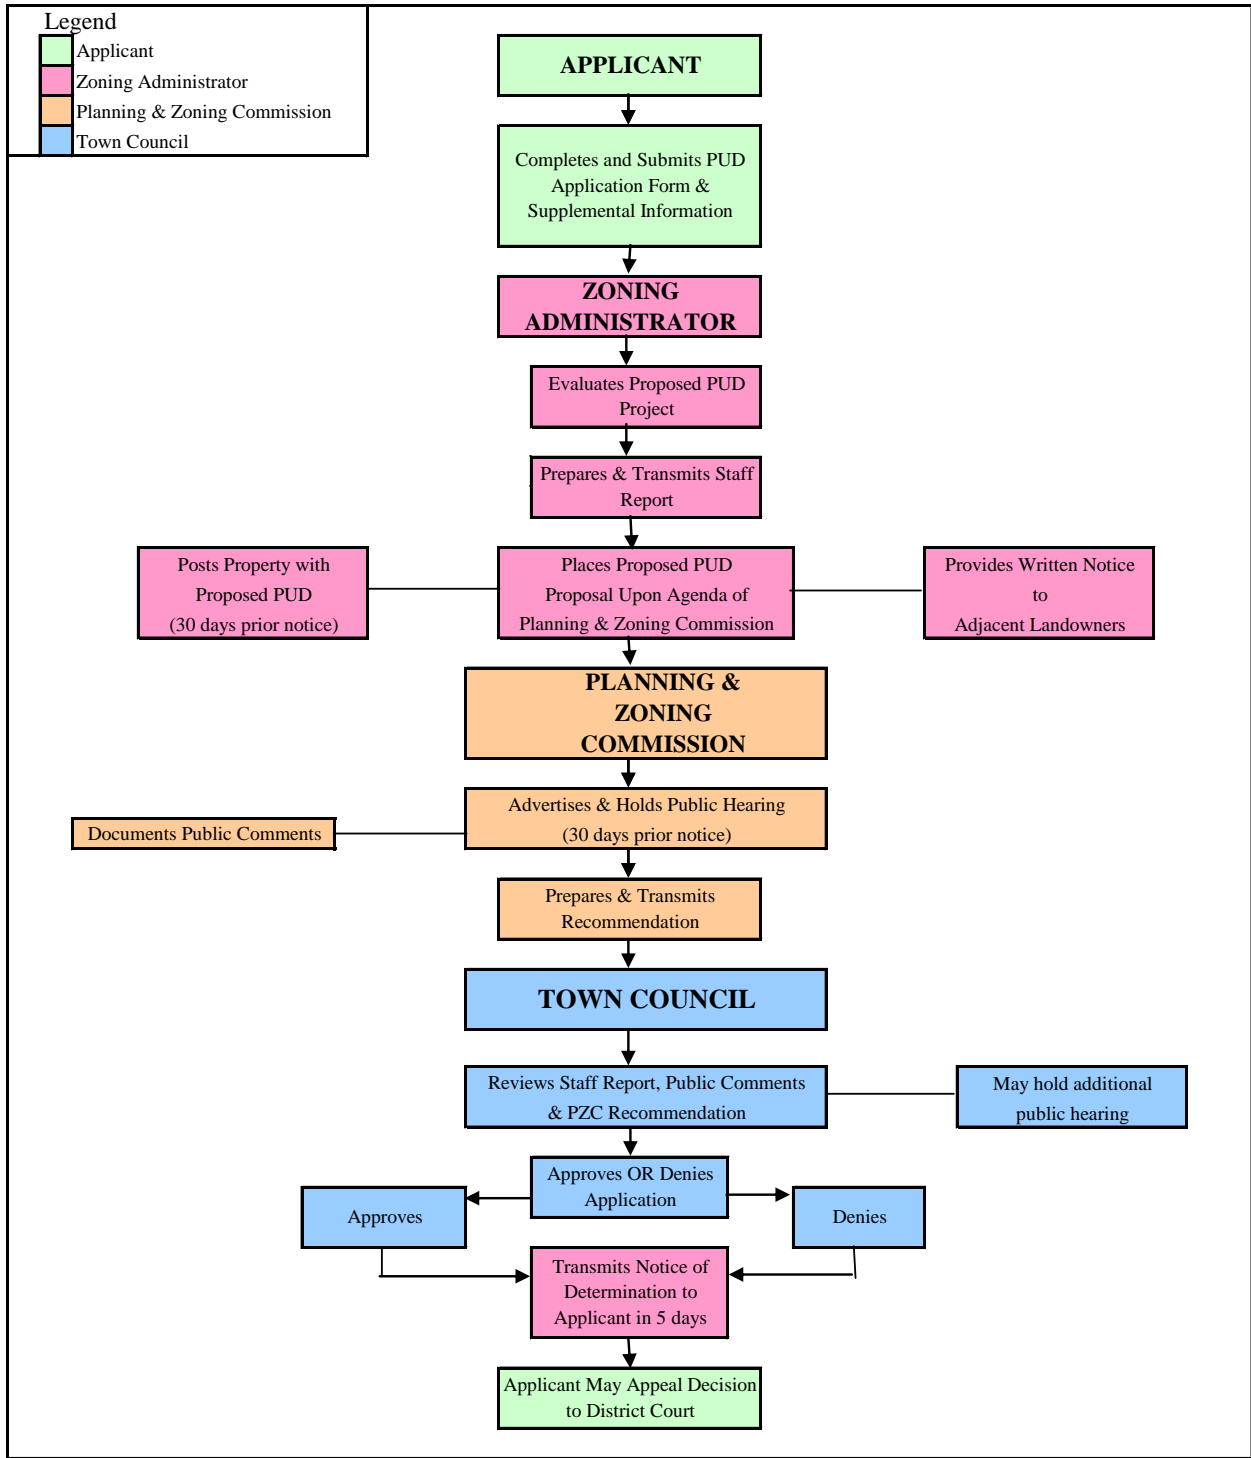 Legend
Applicant
Zoning Administrator
Planning & Zoning Commission
Town Council
APPLICANT
Completes and Submits PUD
Application Form &
Supplemental Information
ZONING
ADMINISTRATOR
Evaluates Proposed PUD
Project
Prepares & Transmits Staff
Report
Posts Property with
Proposed PUD
(30 days prior notice)
Places Proposed PUD
Proposal Upon Agenda of
Planning & Zoning Commission
Provides Written Notice
to
Adjacent Landowners
PLANNING &
ZONING
COMMISSION
Advertises & Holds Public Hearing
(30 days prior notice)
Documents Public Comments
Prepares & Transmits
Recommendation
TOWN COUNCIL
Reviews Staff Report, Public Comments
& PZC Recommendation
May hold additional
public hearing
Approves OR Denies
Application
Approves
Denies
Transmits Notice of
Determination to
Applicant in 5 days
Applicant May Appeal Decision
to District Court